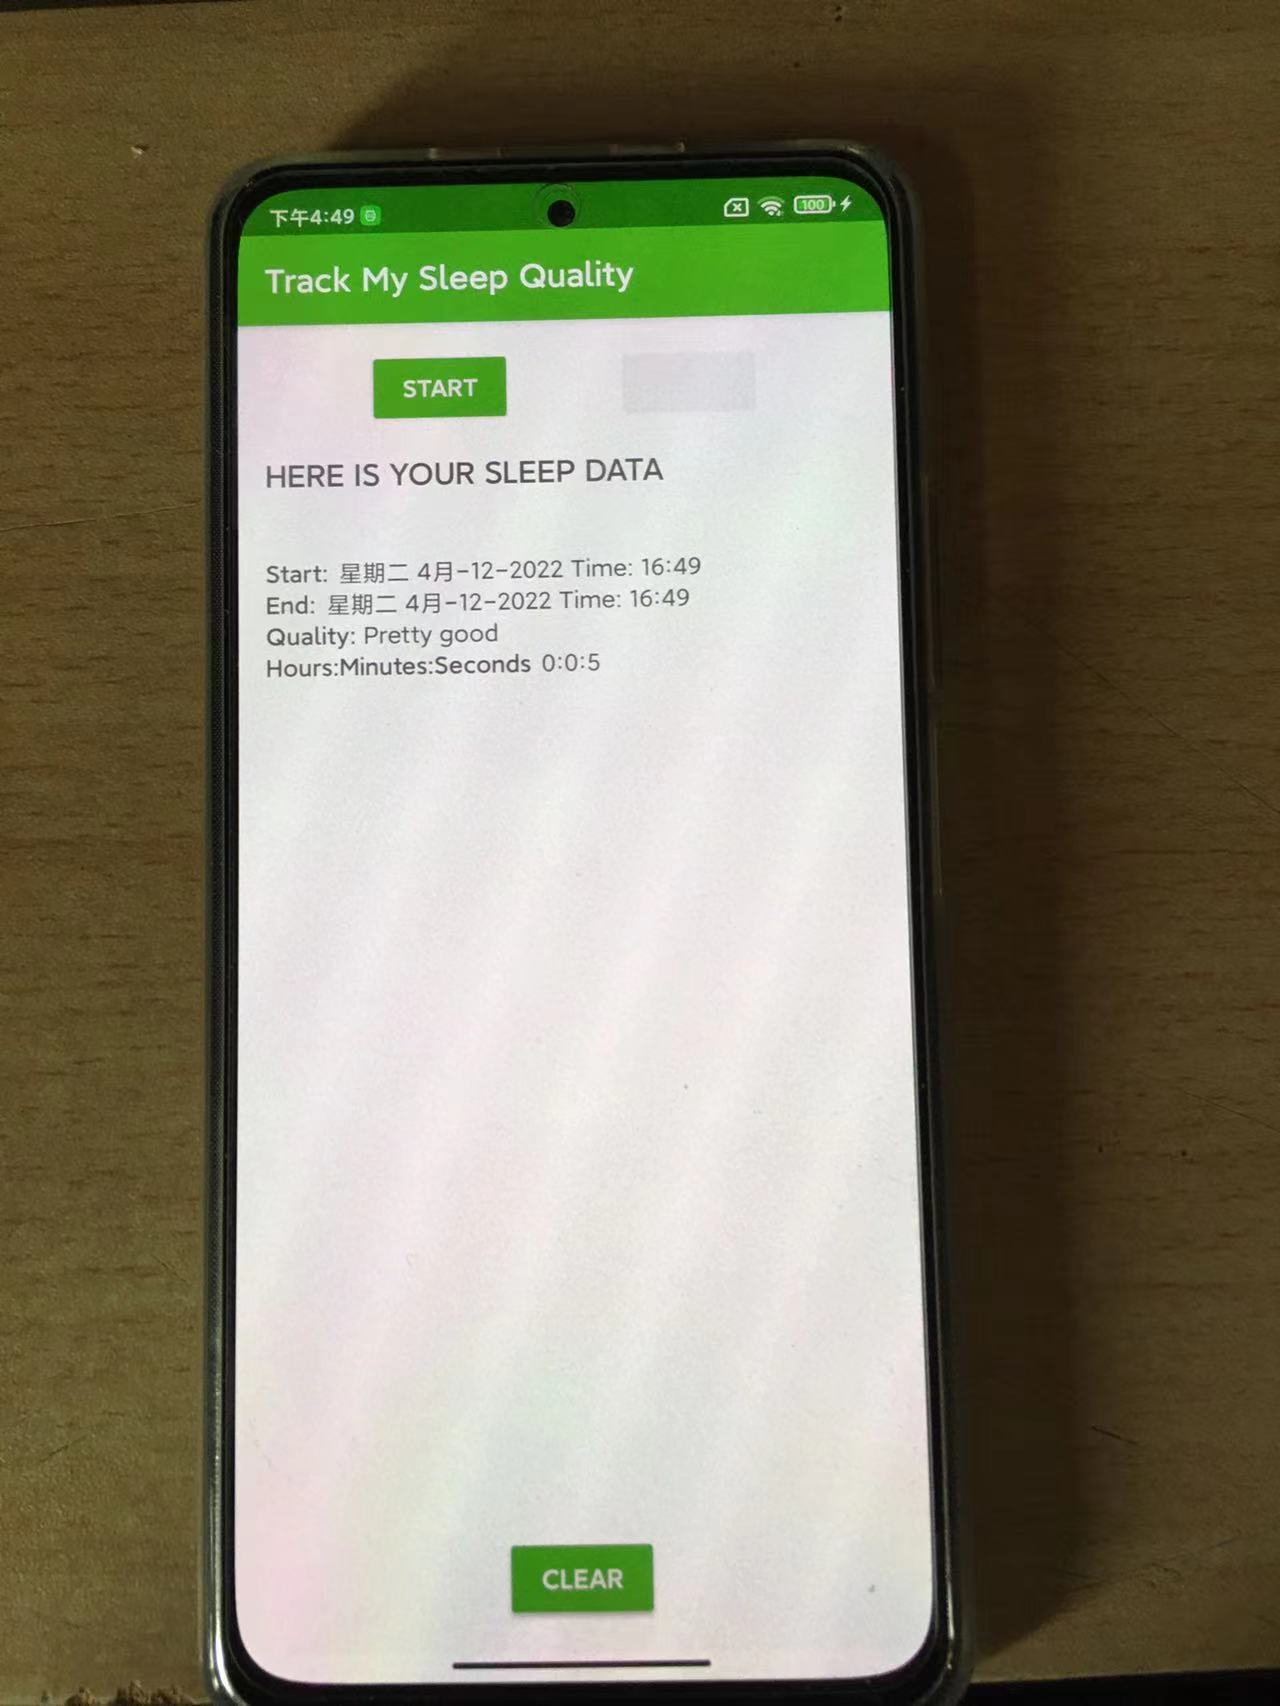 下午4:49 100
Track My Sleep Quality
START
HERE IS YOUR SLEEP DATA
Start: 星期二 4月-12-2022 Time: 16:49
End: 星期二 4月-12-2022 Time: 16:49
Quality: Pretty good
Hours:Minutes:Seconds 0:0:5
CLEAR